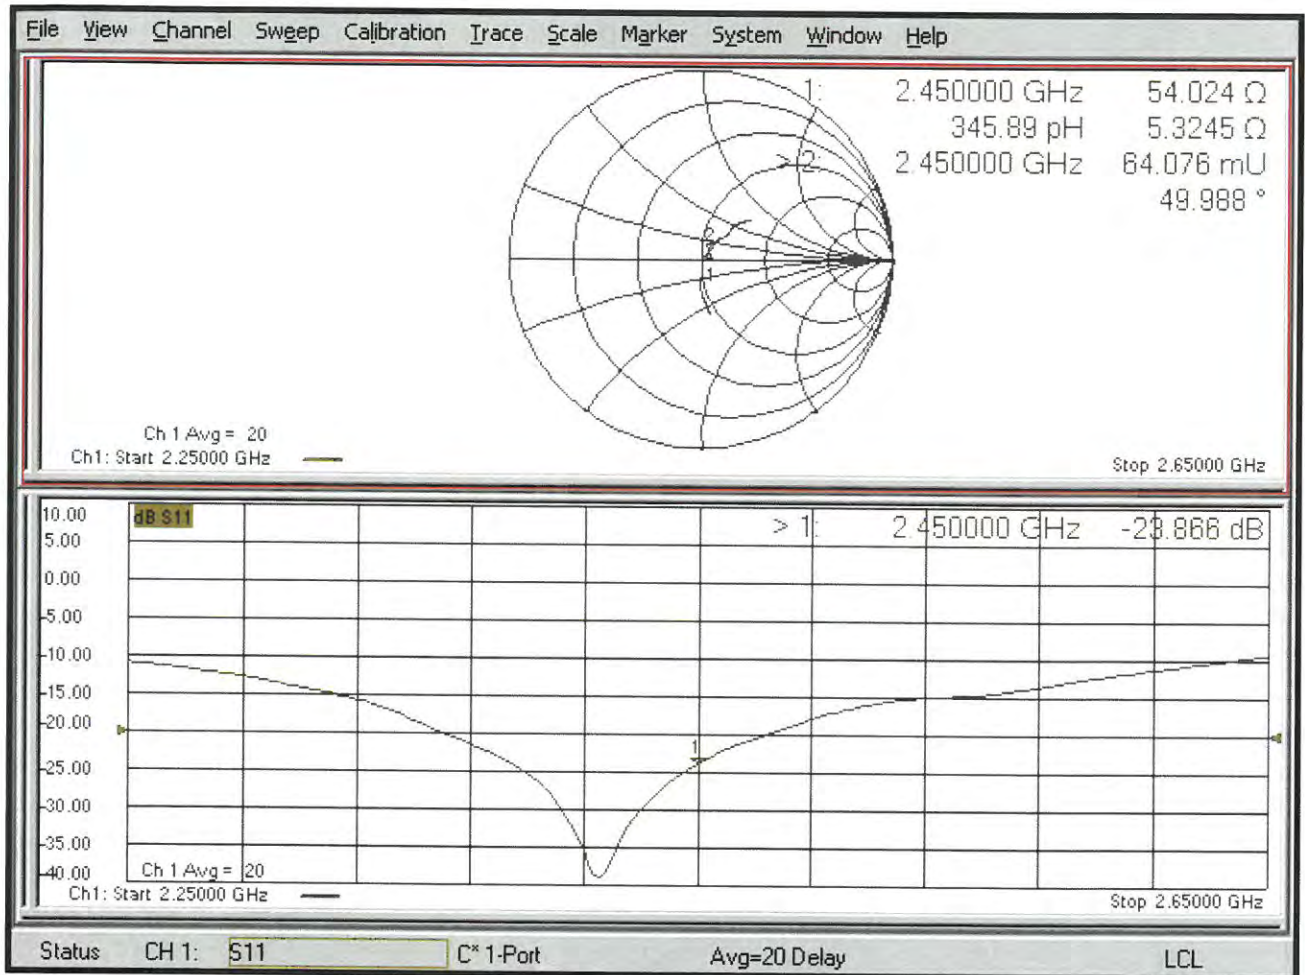 File View Channel Sweep Calibration Trace Scale Marker System Window Help
1: 2.450000 GHz 54.024 Ω
345.89 pH 5.3245 Ω
> 2: 2.450000 GHz 64.076 mU
49.988 °
2
1
Ch 1 Avg = 20
Ch1: Start 2.25000 GHz
Stop 2.65000 GHz
10.00
dB S11
> 1: 2.450000 GHz -23.866 dB
5.00
0.00
-5.00
-10.00
-15.00
-20.00
1
-25.00
-30.00
-35.00
-40.00
Ch 1 Avg = 20
Ch1: Start 2.25000 GHz
Stop 2.65000 GHz
Status CH 1: S11 C* 1-Port Avg=20 Delay LCL